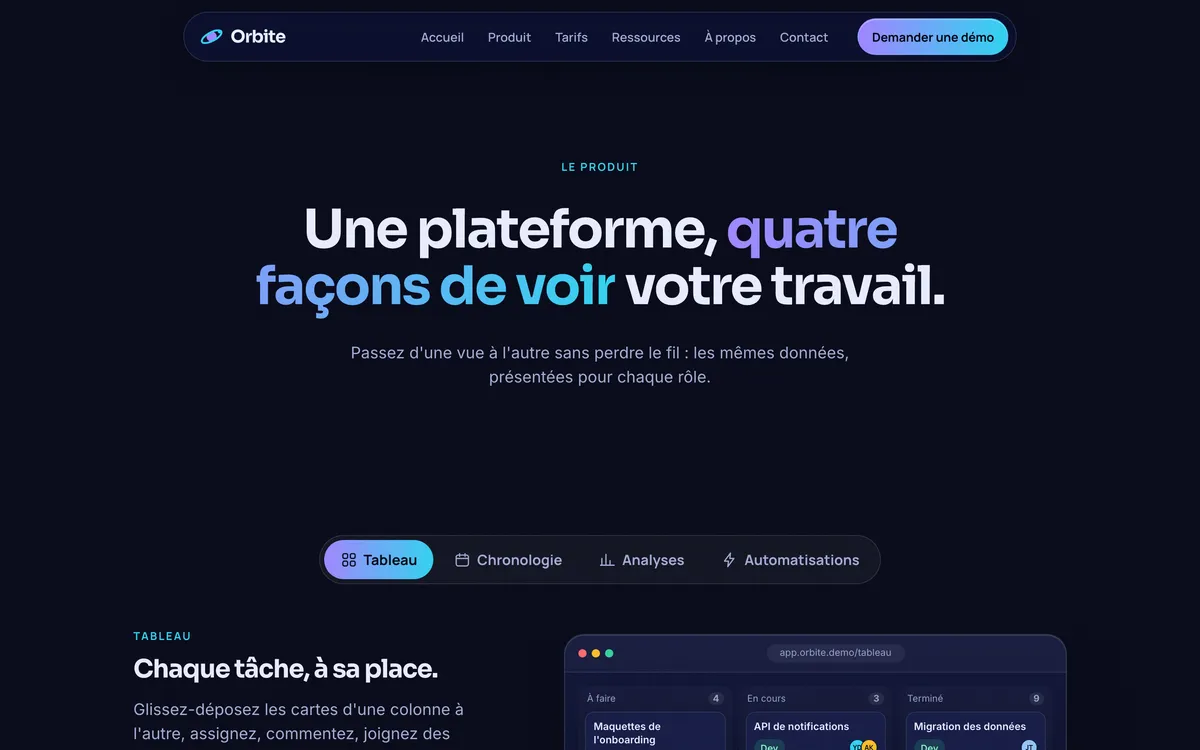 Orbite
Accueil
Produit
Tarifs
Ressources
À propos
Contact
Demander une démo
LE PRODUIT
Une plateforme, quatre
façons de voir votre travail.
Passez d'une vue à l'autre sans perdre le fil : les mêmes données,
présentées pour chaque rôle.
Tableau
Chronologie
Analyses
Automatisations
TABLEAU
Chaque tâche, à sa place.
Glissez-déposez les cartes d'une colonne à
l'autre, assignez, commentez, joignez des
app.orbite.demo/tableau
À faire
4
Maquettes de
l'onboarding
En cours
3
API de notifications
Dev
AK
Terminé
9
Migration des données
Dev
JT